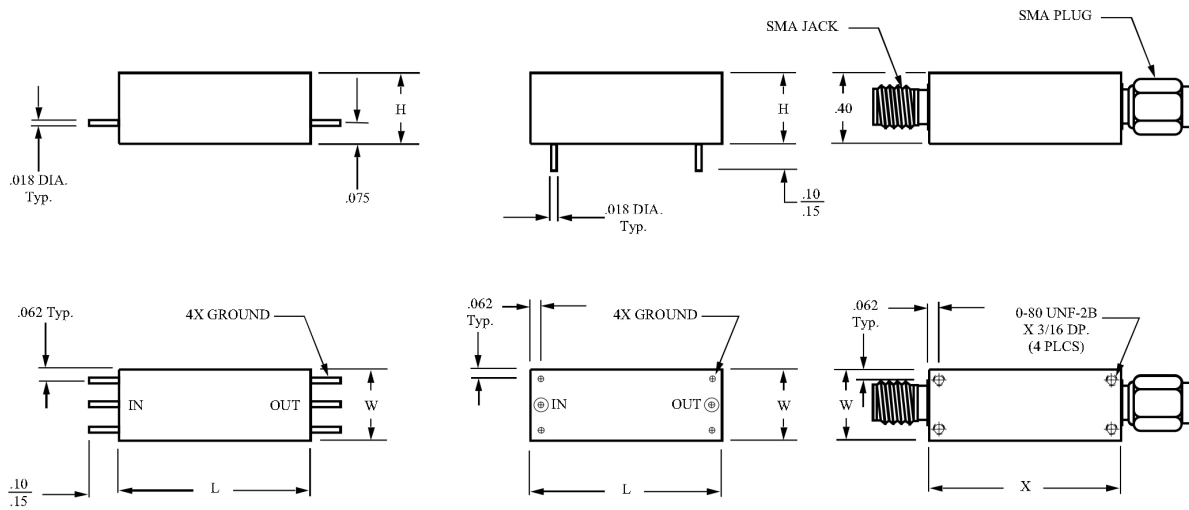 SMA JACK
SMA PLUG
H
.018 DIA.
Typ.
.075
H
.018 DIA.
Typ.
.10
.15
.40
.062 Typ.
4X GROUND
IN
OUT
W
.10
.15
L
.062
Typ.
4X GROUND
IN
OUT
W
L
.062
Typ.
0-80 UNF-2B
X 3/16 DP.
(4 PLCS)
W
X